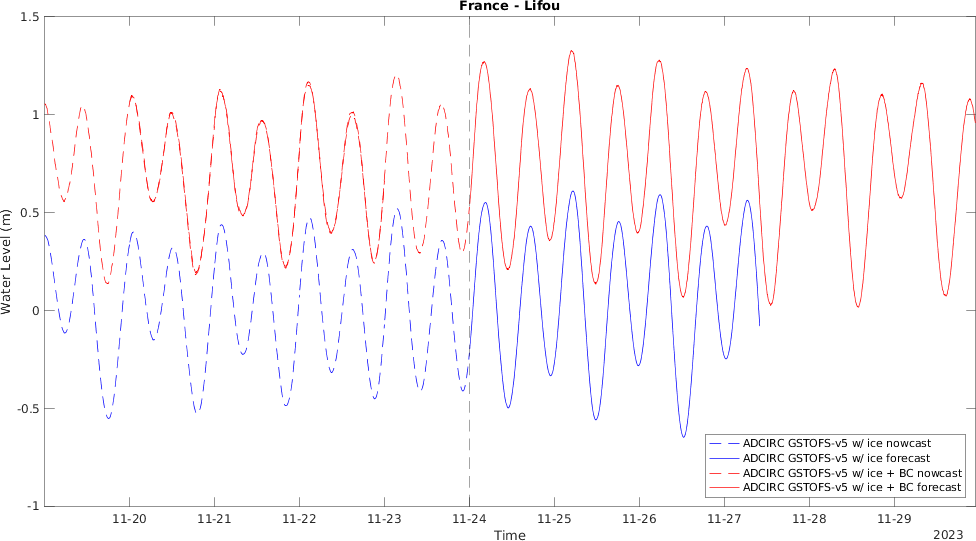 France - Lifou
Water Level (m)
1.5
1
0.5
0
-0.5
-1
11-20
11-21
11-22
11-23
11-24
11-25
11-26
11-27
11-28
11-29
Time
2023
ADCIRC GSTOFS-v5 w/ ice nowcast
ADCIRC GSTOFS-v5 w/ ice forecast
ADCIRC GSTOFS-v5 w/ ice + BC nowcast
ADCIRC GSTOFS-v5 w/ ice + BC forecast